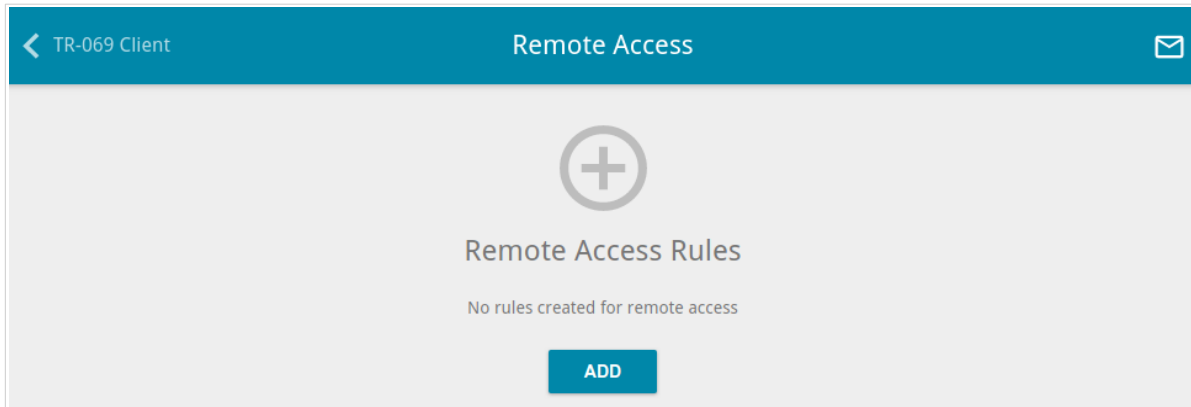 TR-069 Client
Remote Access
Remote Access Rules
No rules created for remote access
ADD